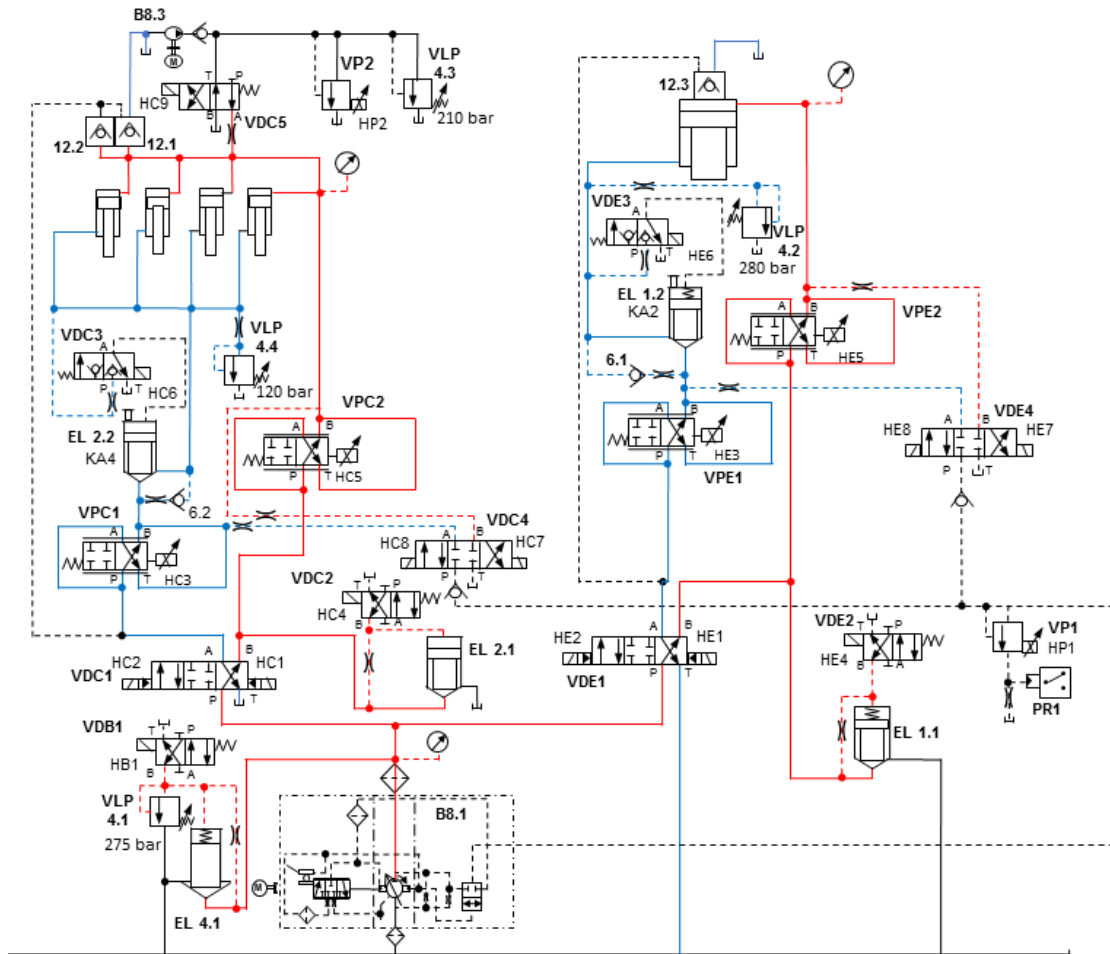 B8.3
M
T P
HC9
B A
VDC5
VP2
HP2
VLP
4.3
210 bar
12.2
12.1
12.3
VDE3
A
P T
HE6
VLP
4.2
280 bar
EL 1.2
KA2
A B
P T
VPE2
HE5
6.1
A B
P T
HE3
VPE1
VDE4
HE8
A B
HE7
P T
VDC3
A
P T
HC6
VLP
4.4
120 bar
EL 2.2
KA4
VPC2
A B
P T
HC5
6.2
VPC1
A B
P T
HC3
VDC4
HC8
A B
HC7
P T
VDC2
T P
HC4
B A
EL 2.1
VDC1
HC2
A B
HC1
P T
HE2
A B
HE1
VDE1
P T
VDE2
T P
HE4
B A
VP1
HP1
PR1
EL 1.1
VDB1
T P
HB1
B A
VLP
4.1
275 bar
EL 4.1
B8.1
M